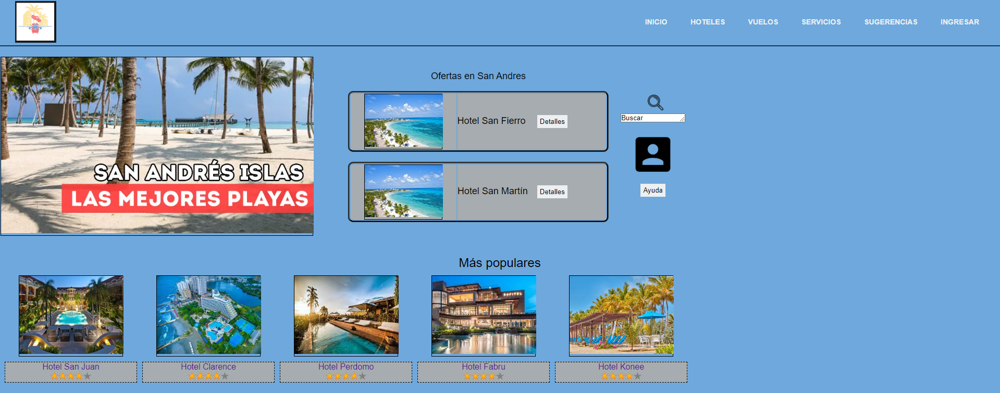 INICIO
HOTELES
VUELOS
SERVICIOS
SUGERENCIAS
INGRESAR
SAN ANDRÉS ISLAS
LAS MEJORES PLAYAS
Ofertas en San Andres
Hotel San Fierro
Detalles
Hotel San Martín
Detalles
Buscar
Ayuda
Más populares
SOFITEL
Hotel San Juan
Hotel Clarence
Hotel Perdomo
Hotel Fabru
Hotel Konee